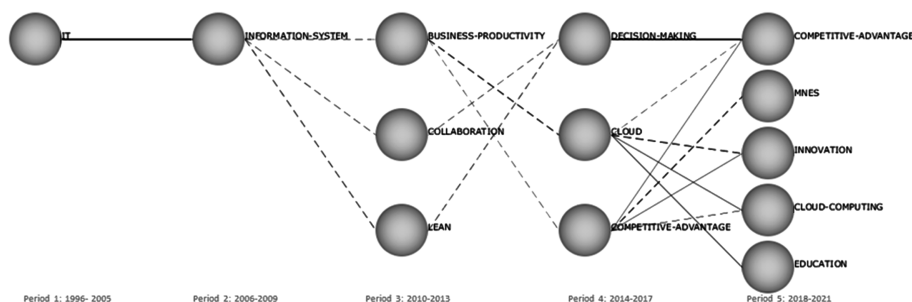 IT
INFORMATION-SYSTEM
BUSINESS-PRODUCTIVITY
DECISION-MAKING
COMPETITIVE-ADVANTAGE
MNES
COLLABORATION
CLOUD
INNOVATION
CLOUD-COMPUTING
LEAN
COMPETITIVE-ADVANTAGE
EDUCATION
Period 1: 1996- 2005
Period 2: 2006-2009
Period 3: 2010-2013
Period 4: 2014-2017
Period 5: 2018-2021